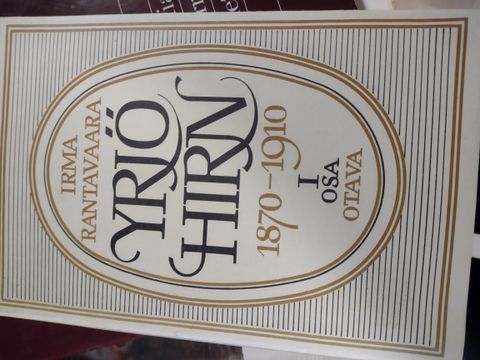 IRMA
RANTAVAARA
YRJÖ
HIRN
1870–1910
I
OSA
OTAVA